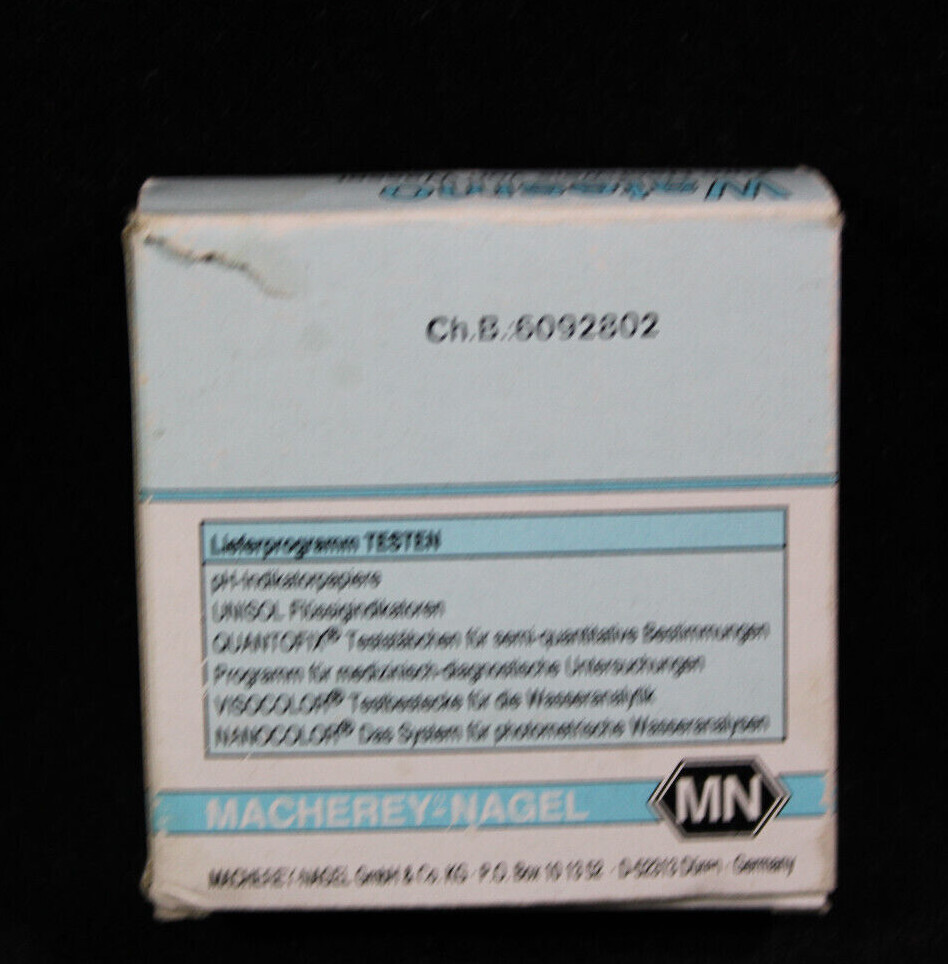 Ch.B.:6092802
Lieferprogramm TESTEN
pH-Indikatorpapiere
UNISOL Flüssigindikatoren
QUANTOFIX® Teststäbchen für semi-quantitative Bestimmungen
Programm für medizinisch-diagnostische Untersuchungen
VISOCOLOR® Testbestecke für die Wasseranalytik
NANOCOLOR® Das System für photometrische Wasseranalysen
MACHEREY-NAGEL
MN
MACHEREY-NAGEL GmbH & Co. KG · P.O. Box 10 13 52 · D-52313 Düren · Germany